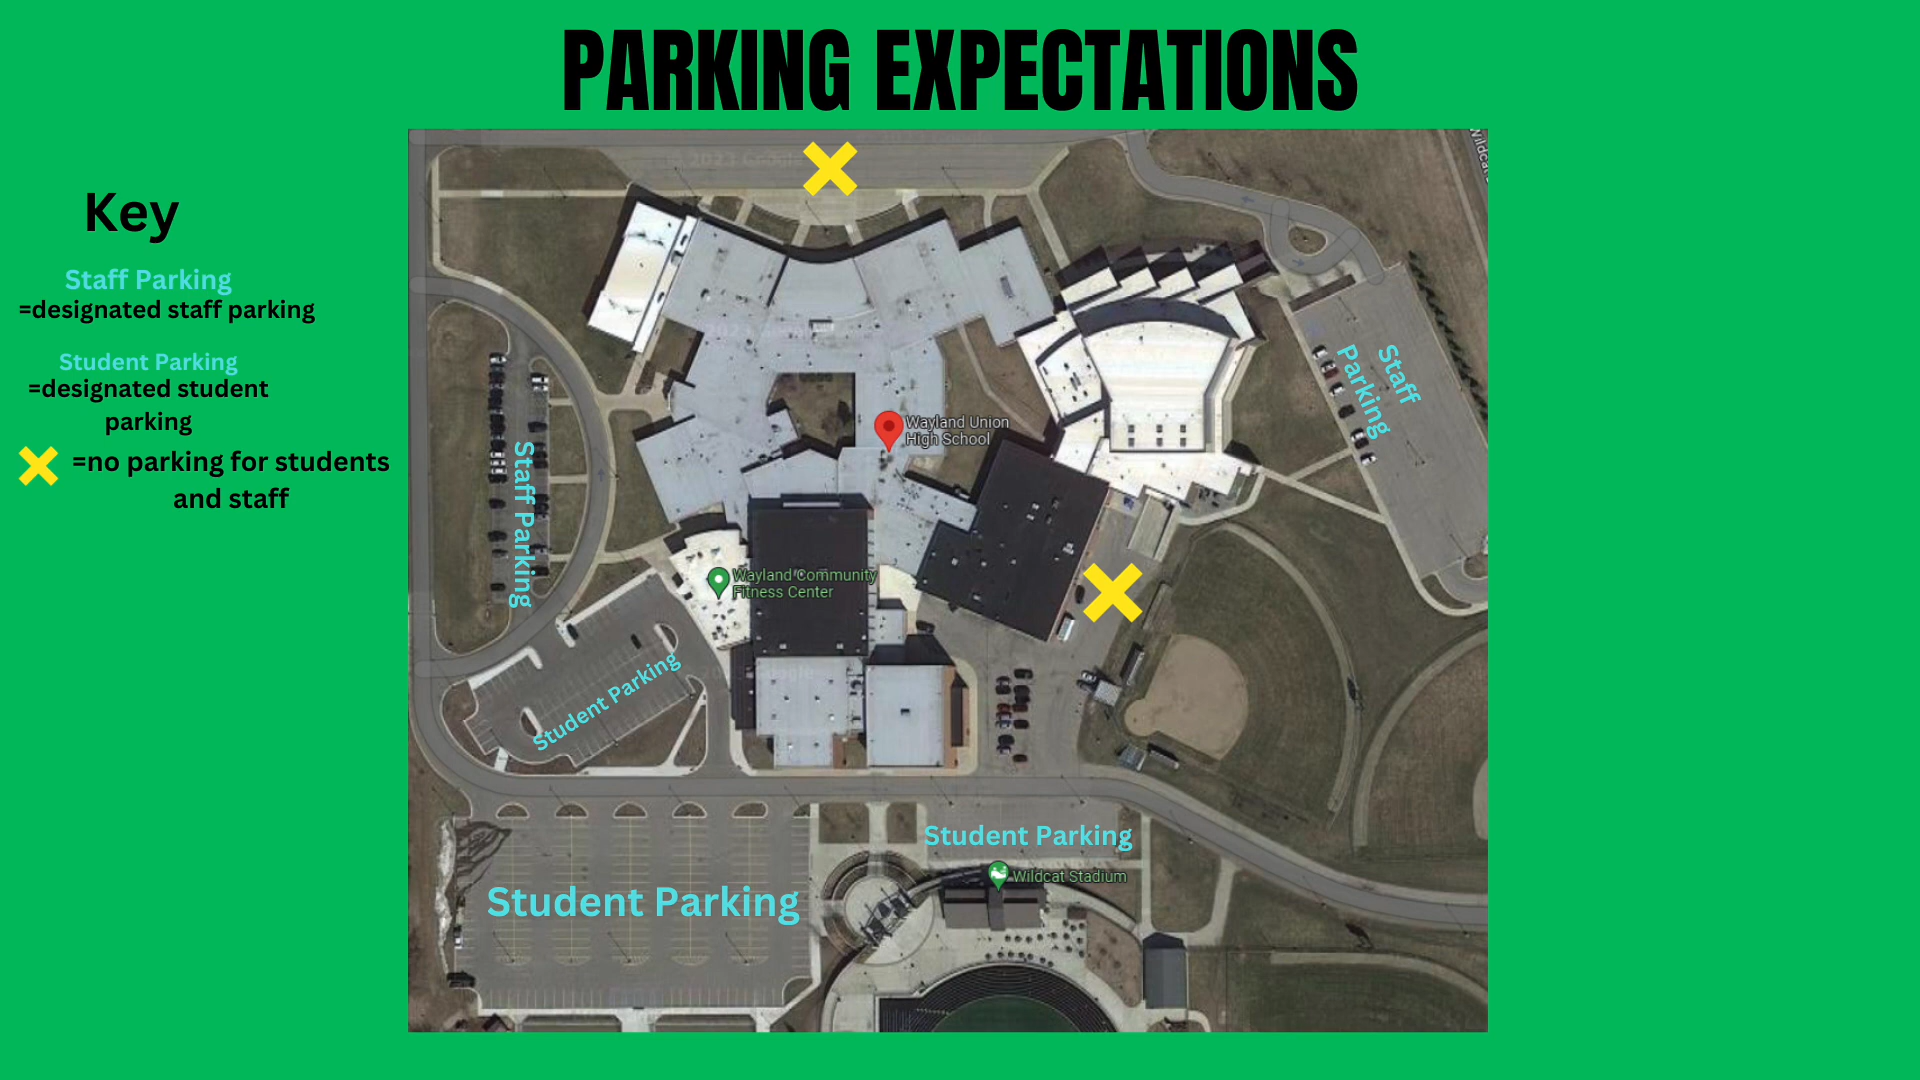 PARKING EXPECTATIONS
Key
Staff Parking
=designated staff parking
Student Parking
=designated student
parking
=no parking for students
and staff
Staff
Parking
Wayland Union
High School
Staff Parking
Wayland Community
Fitness Center
Student Parking
Student Parking
Wildcat Stadium
Student Parking